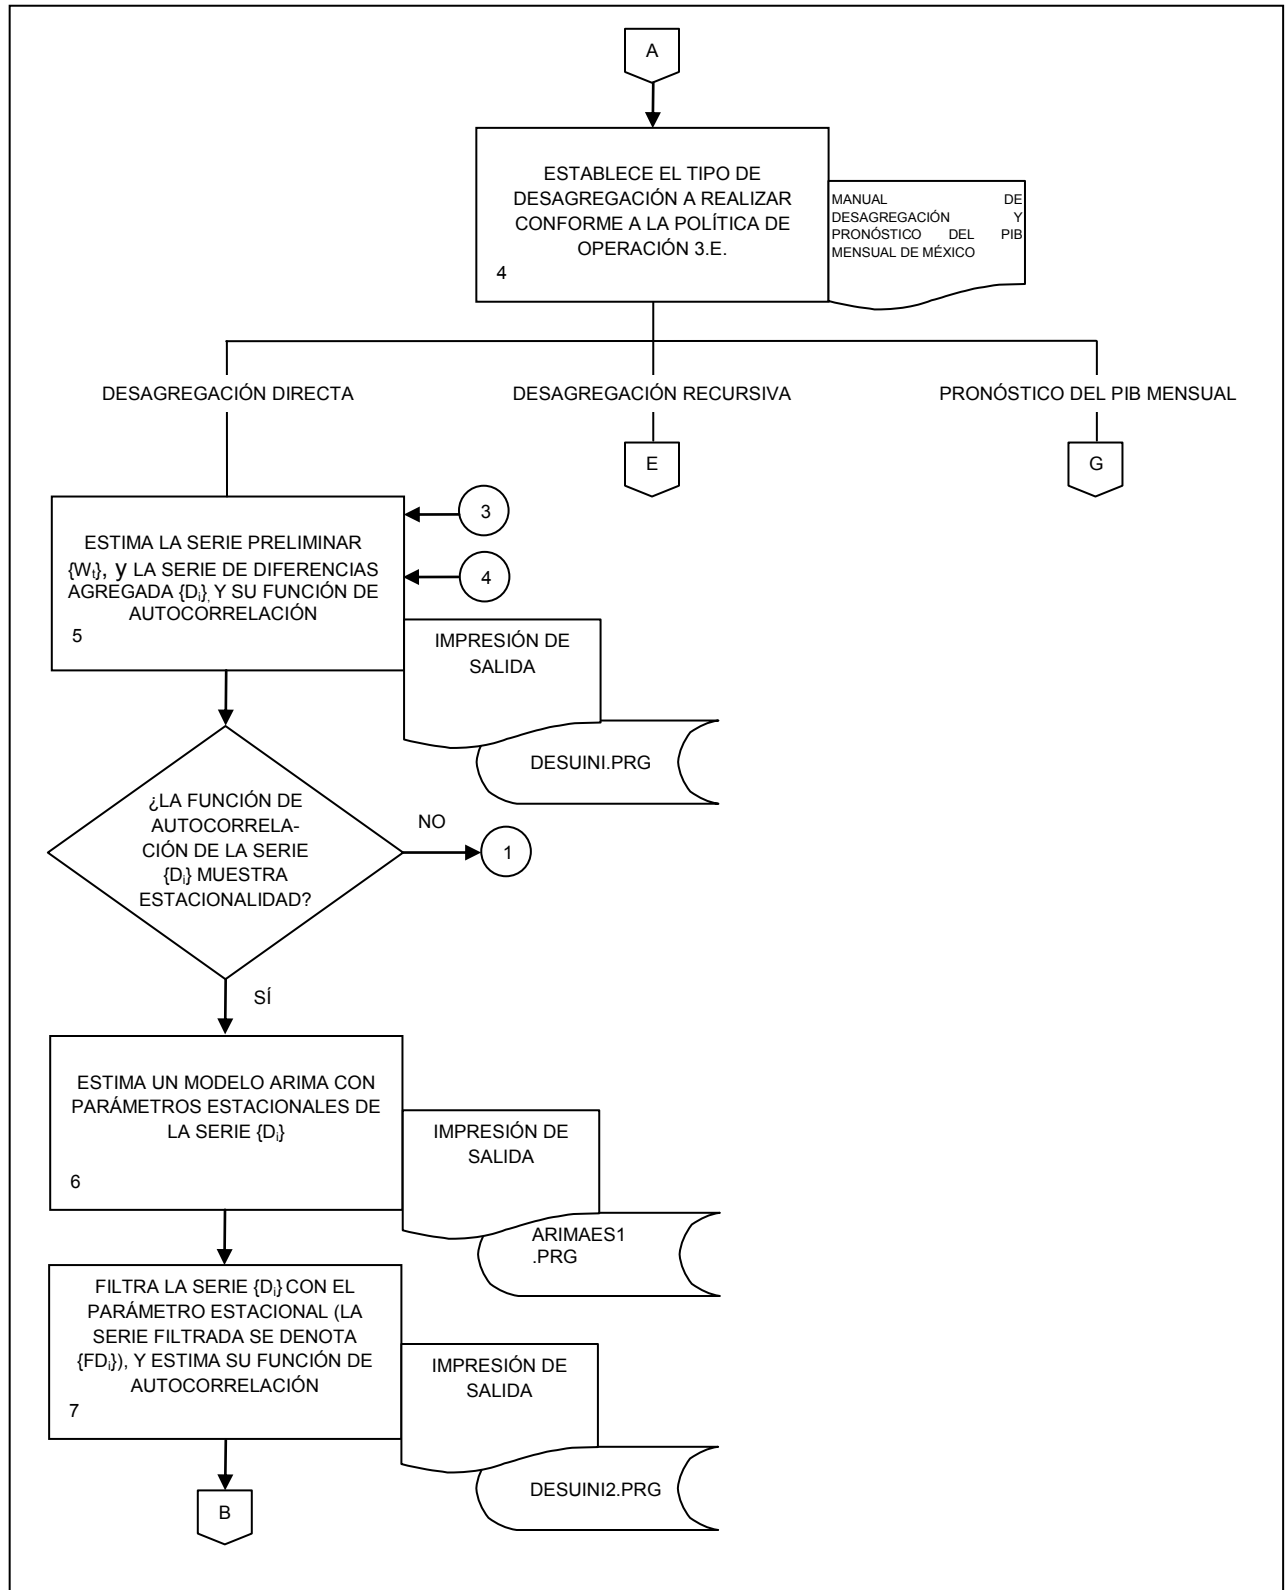 A
ESTABLECE EL TIPO DE
DESAGREGACIÓN A REALIZAR
CONFORME A LA POLÍTICA DE
OPERACIÓN 3.E.
4
MANUAL DE
DESAGREGACIÓN Y
PRONÓSTICO DEL PIB
MENSUAL DE MÉXICO
DESAGREGACIÓN DIRECTA
DESAGREGACIÓN RECURSIVA
PRONÓSTICO DEL PIB MENSUAL
E
G
3
4
ESTIMA LA SERIE PRELIMINAR
{Wt}, y LA SERIE DE DIFERENCIAS
AGREGADA {Di}, Y SU FUNCIÓN DE
AUTOCORRELACIÓN
5
IMPRESIÓN DE
SALIDA
DESUINI.PRG
¿LA FUNCIÓN DE
AUTOCORRELA-
CIÓN DE LA SERIE
{Di} MUESTRA
ESTACIONALIDAD?
NO
1
SÍ
ESTIMA UN MODELO ARIMA CON
PARÁMETROS ESTACIONALES DE
LA SERIE {Di}
6
IMPRESIÓN DE
SALIDA
ARIMAES1
.PRG
FILTRA LA SERIE {Di} CON EL
PARÁMETRO ESTACIONAL (LA
SERIE FILTRADA SE DENOTA
{FDi}), Y ESTIMA SU FUNCIÓN DE
AUTOCORRELACIÓN
7
IMPRESIÓN DE
SALIDA
DESUINI2.PRG
B